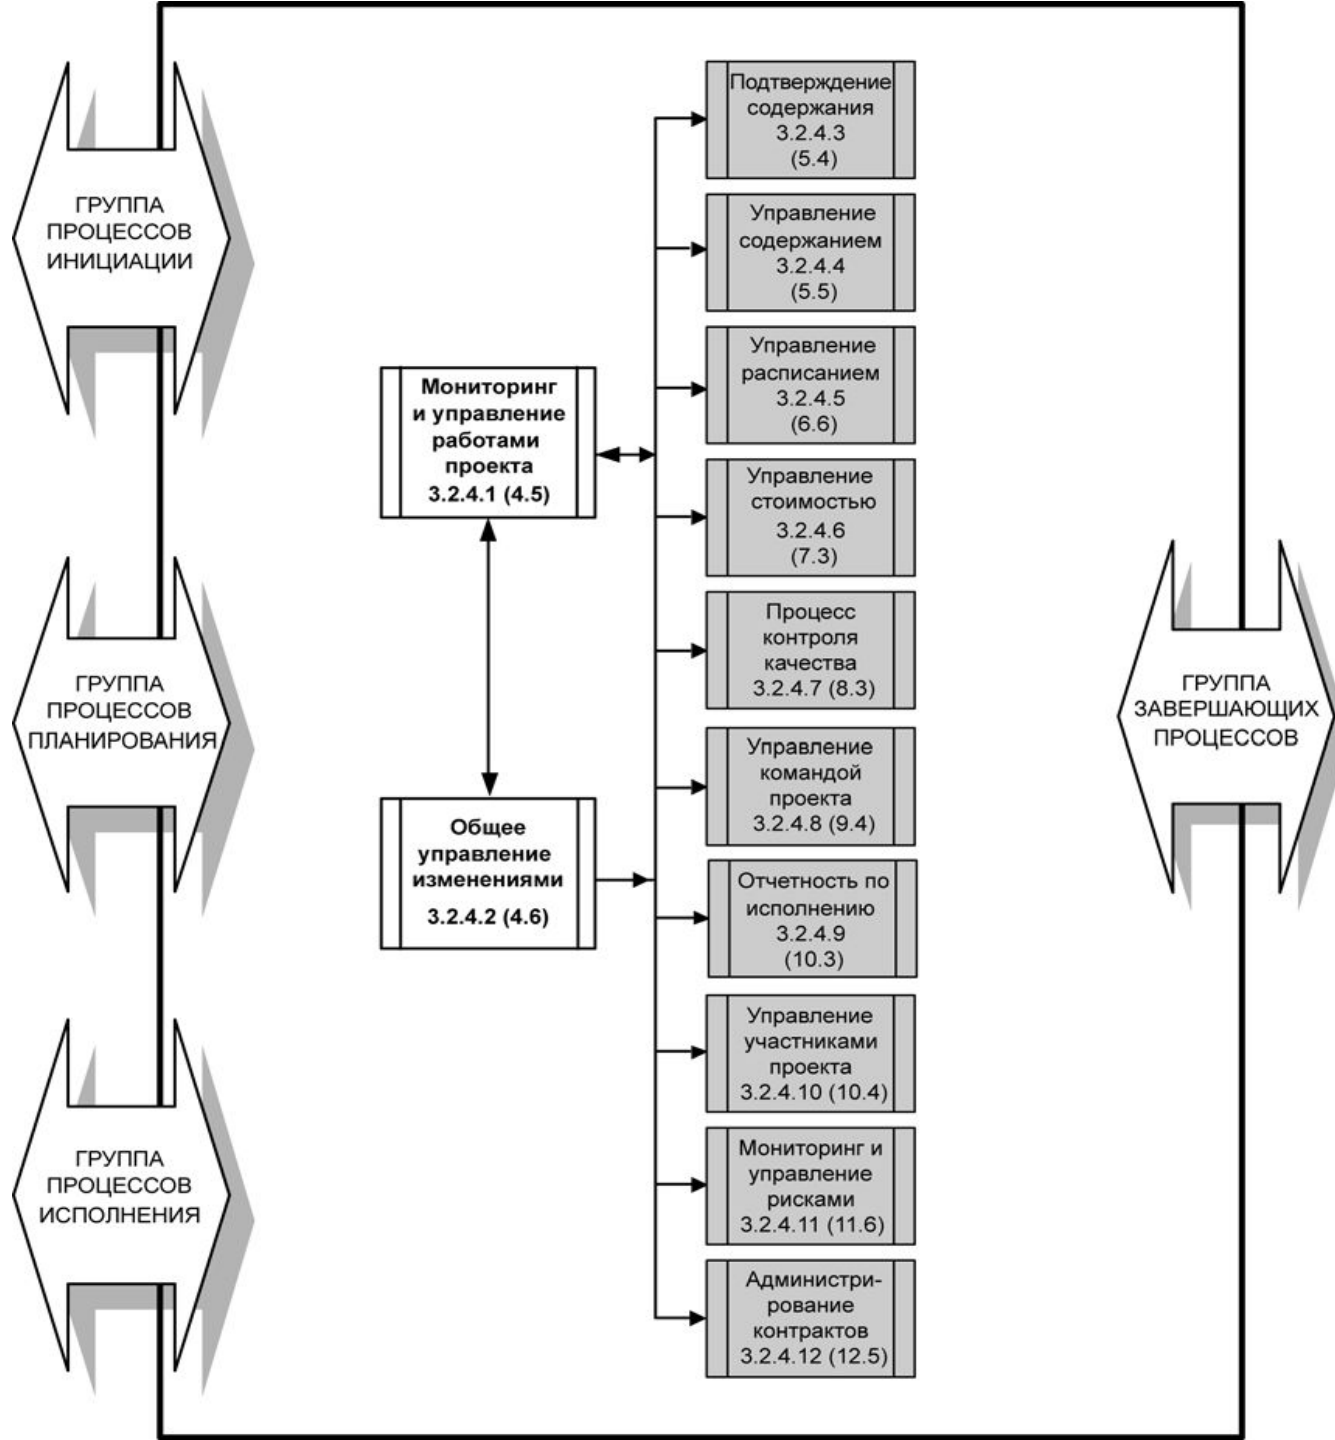 ГРУППА
ПРОЦЕССОВ
ИНИЦИАЦИИ
ГРУППА
ПРОЦЕССОВ
ПЛАНИРОВАНИЯ
ГРУППА
ПРОЦЕССОВ
ИСПОЛНЕНИЯ
Мониторинг
и управление
работами
проекта
3.2.4.1 (4.5)
Общее
управление
изменениями
3.2.4.2 (4.6)
Подтверждение
содержания
3.2.4.3
(5.4)
Управление
содержанием
3.2.4.4
(5.5)
Управление
расписанием
3.2.4.5
(6.6)
Управление
стоимостью
3.2.4.6
(7.3)
Процесс
контроля
качества
3.2.4.7 (8.3)
Управление
командой
проекта
3.2.4.8 (9.4)
Отчетность по
исполнению
3.2.4.9
(10.3)
Управление
участниками
проекта
3.2.4.10 (10.4)
Мониторинг и
управление
рисками
3.2.4.11 (11.6)
Администри-
рование
контрактов
3.2.4.12 (12.5)
ГРУППА
ЗАВЕРШАЮЩИХ
ПРОЦЕССОВ